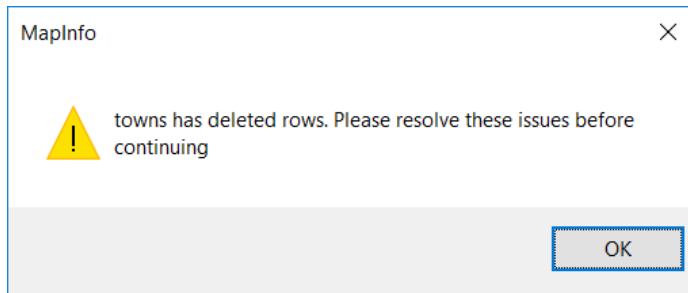 MapInfo
towns has deleted rows. Please resolve these issues before
continuing
OK